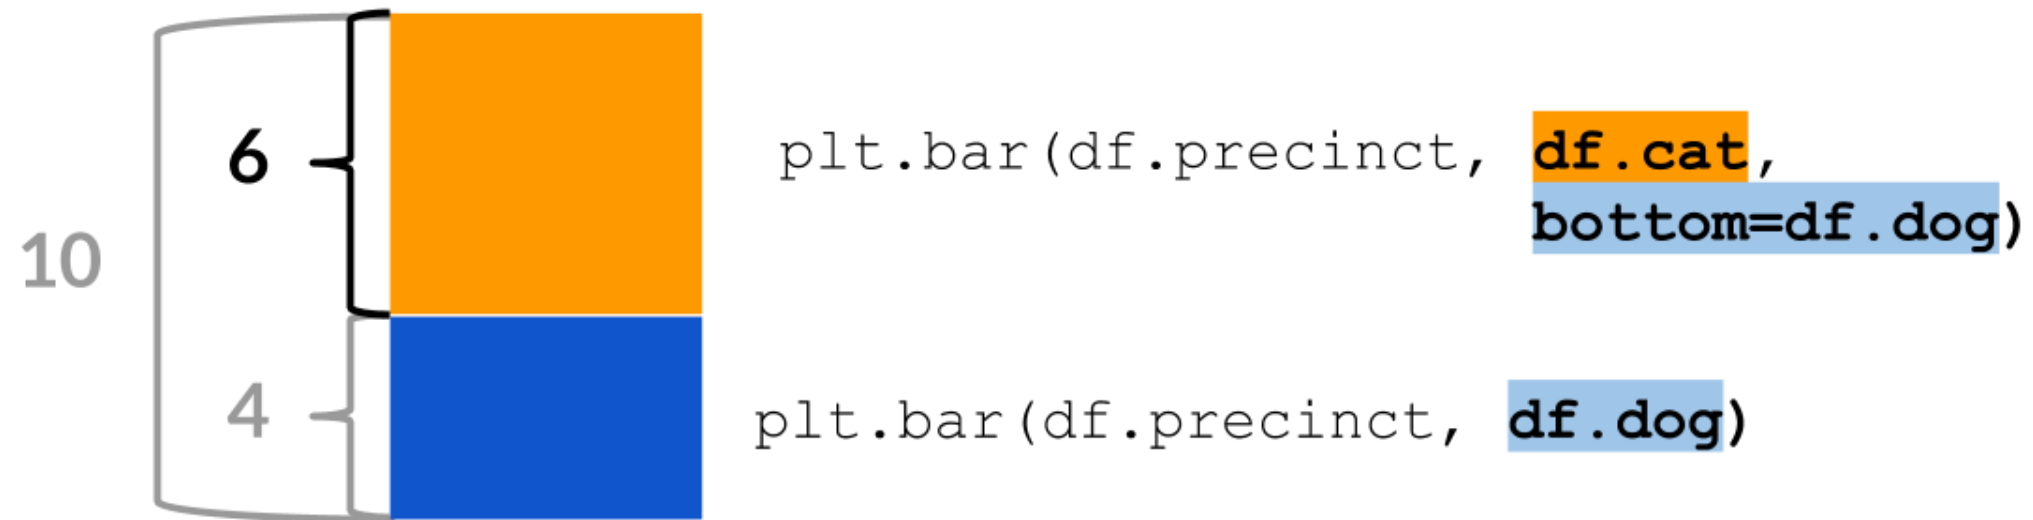 6
plt.bar(df.precinct, df.cat,
bottom=df.dog)
10
4
plt.bar(df.precinct, df.dog)